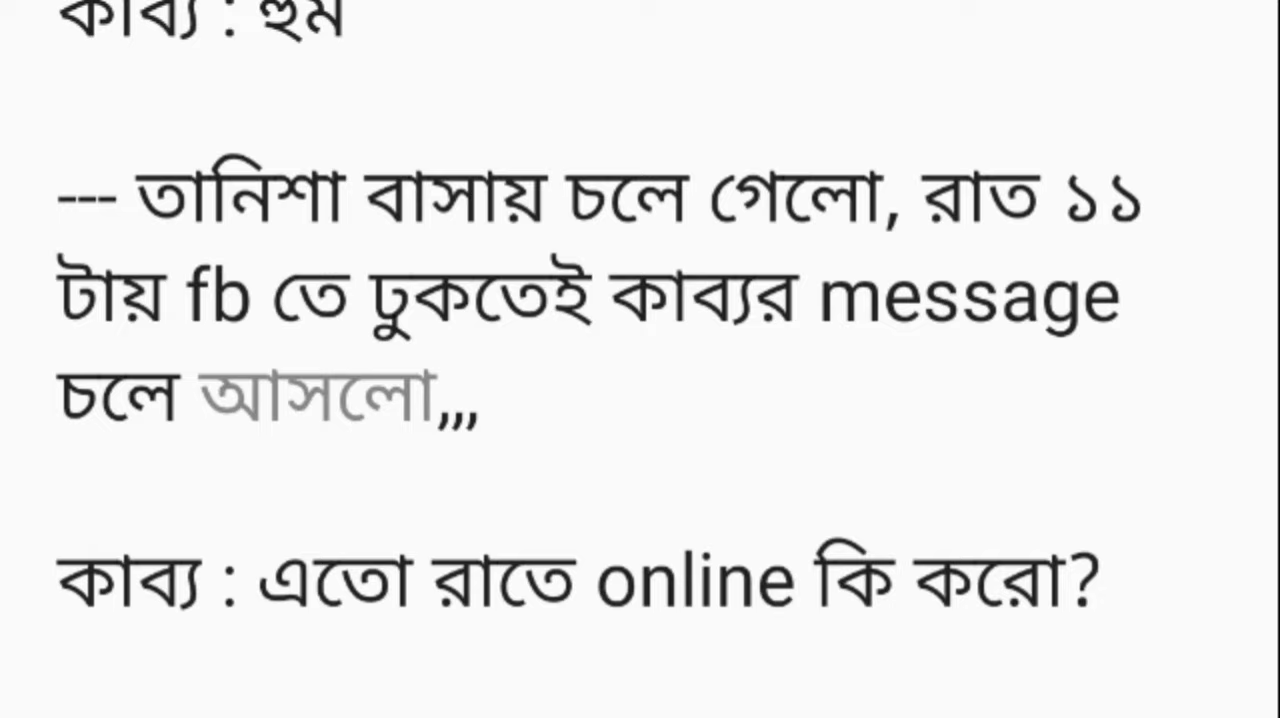 কাব্য : হুম
--- তানিশা বাসায় চলে গেলো, রাত ১১
টায় fb তে ঢুকতেই কাব্যর message
চলে আসলো,,,
কাব্য : এতো রাতে online কি করো?